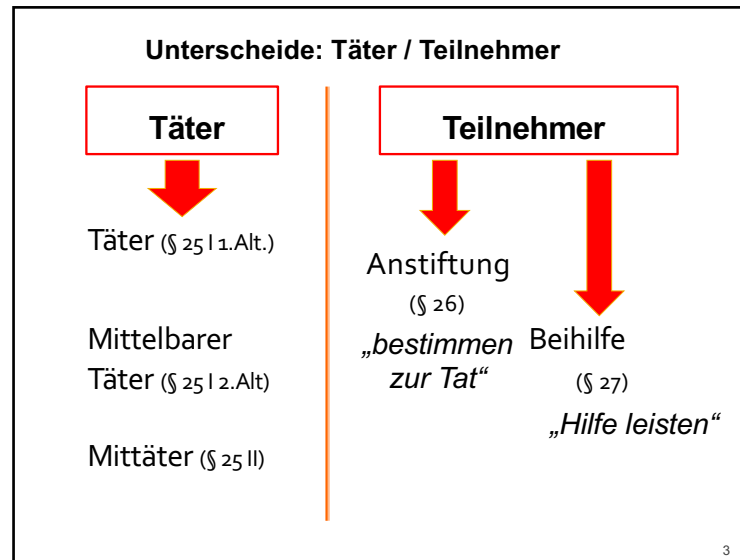 Unterscheide: Täter / Teilnehmer
Täter
Täter (§ 25 I 1.Alt.)
Mittelbarer
Täter (§ 25 I 2.Alt)
Mittäter (§ 25 II)
Teilnehmer
Anstiftung
(§ 26)
„bestimmen
zur Tat“
Beihilfe
(§ 27)
„Hilfe leisten“
3